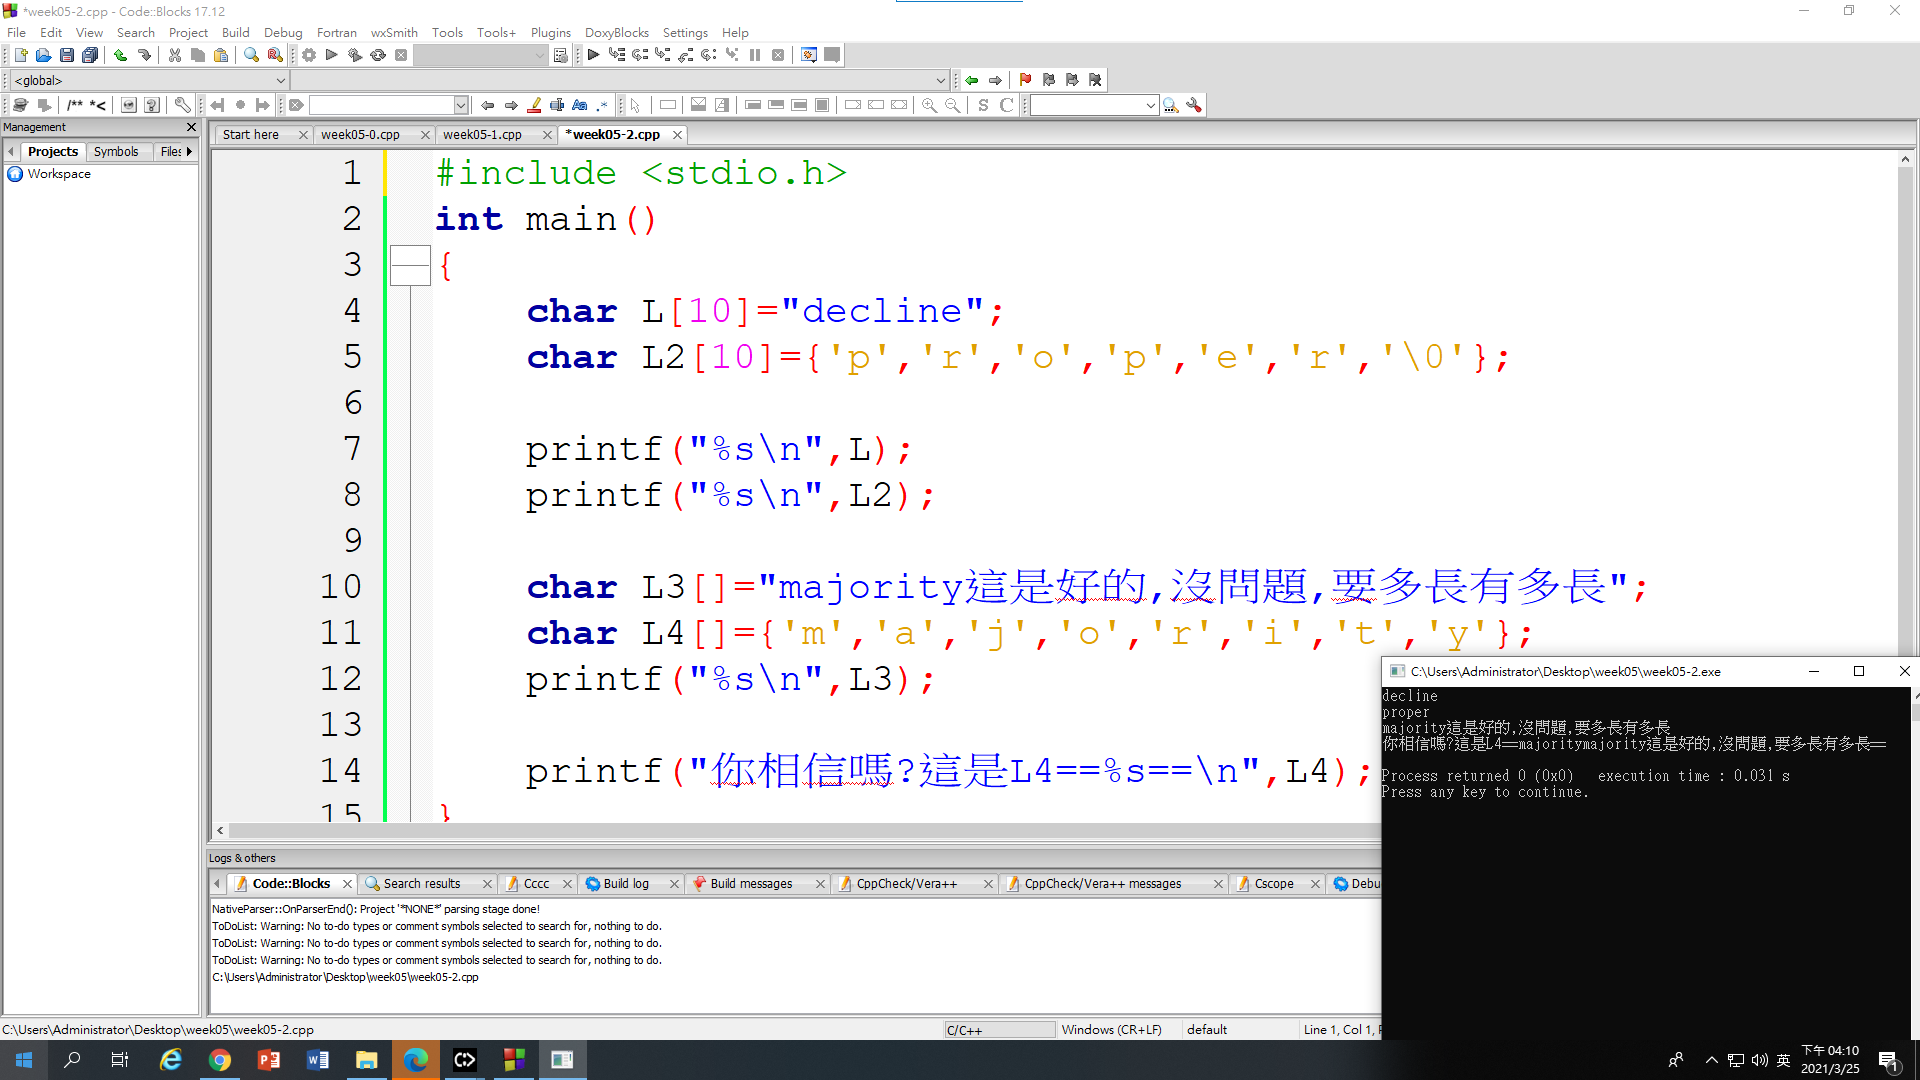 *week05-2.cpp - Code::Blocks 17.12
File Edit View Search Project Build Debug Fortran wxSmith Tools Tools+ Plugins DoxyBlocks Settings Help
<global>
/** *<
Aa .*
S C
Management
Start here week05-0.cpp week05-1.cpp *week05-2.cpp
Projects Symbols Files
Workspace
1 #include <stdio.h>
2 int main()
3 {
4 char L[10]="decline";
5 char L2[10]={'p','r','o','p','e','r','\0'};
6
7 printf("%s\n",L);
8 printf("%s\n",L2);
9
10 char L3[]="majority這是好的,沒問題,要多長有多長";
11 char L4[]={'m','a','j','o','r','i','t','y'};
12 printf("%s\n",L3);
13
14 printf("你相信嗎?這是L4==%s==\n",L4);
15 }
C:\Users\Administrator\Desktop\week05\week05-2.exe
decline
proper
majority這是好的,沒問題,要多長有多長
你相信嗎?這是L4==majoritymajority這是好的,沒問題,要多長有多長==
Process returned 0 (0x0) execution time : 0.031 s
Press any key to continue.
Logs & others
Code::Blocks Search results Cccc Build log Build messages CppCheck/Vera++ CppCheck/Vera++ messages Cscope Debu
NativeParser::OnParserEnd(): Project '*NONE*' parsing stage done!
ToDoList: Warning: No to-do types or comment symbols selected to search for, nothing to do.
ToDoList: Warning: No to-do types or comment symbols selected to search for, nothing to do.
ToDoList: Warning: No to-do types or comment symbols selected to search for, nothing to do.
C:\Users\Administrator\Desktop\week05\week05-2.cpp
C:\Users\Administrator\Desktop\week05\week05-2.cpp C/C++ Windows (CR+LF) default Line 1, Col 1,
英 下午 04:10
2021/3/25
1